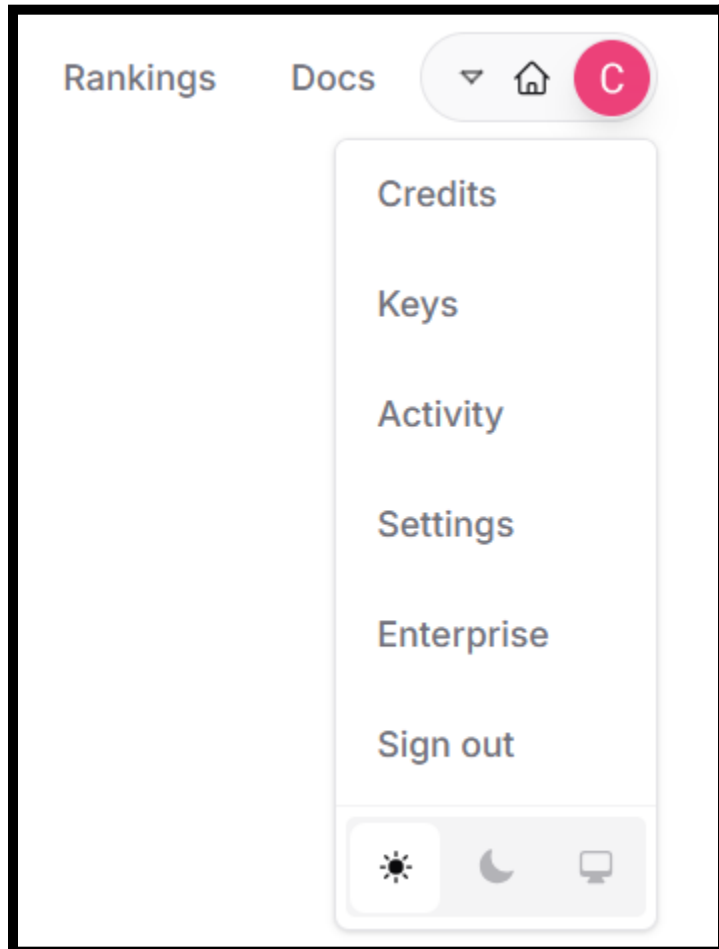 Rankings Docs C
Credits
Keys
Activity
Settings
Enterprise
Sign out